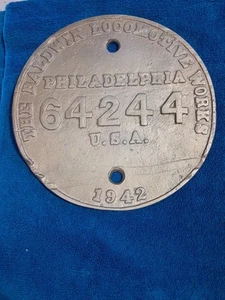 THE BALDWIN LOCOMOTIVE WORKS
PHILADELPHIA
64244
U.S.A.
1942